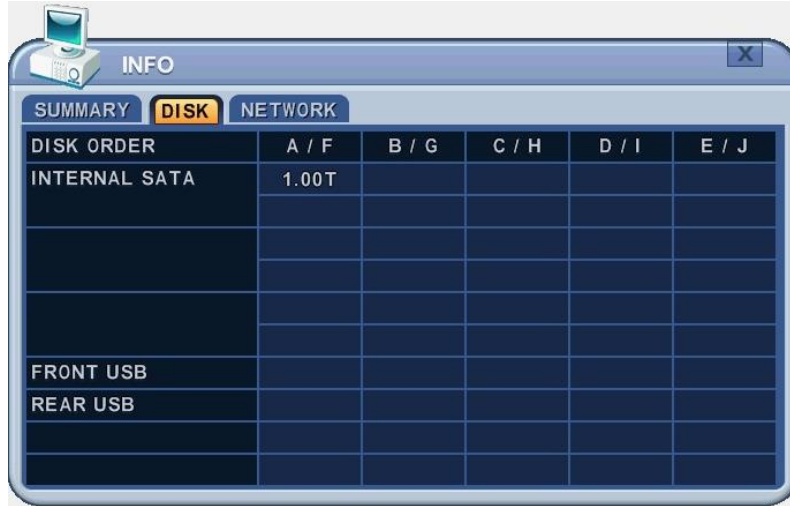 INFO
X
SUMMARY DISK NETWORK
DISK ORDER A / F B / G C / H D / I E / J
INTERNAL SATA 1.00T
FRONT USB
REAR USB